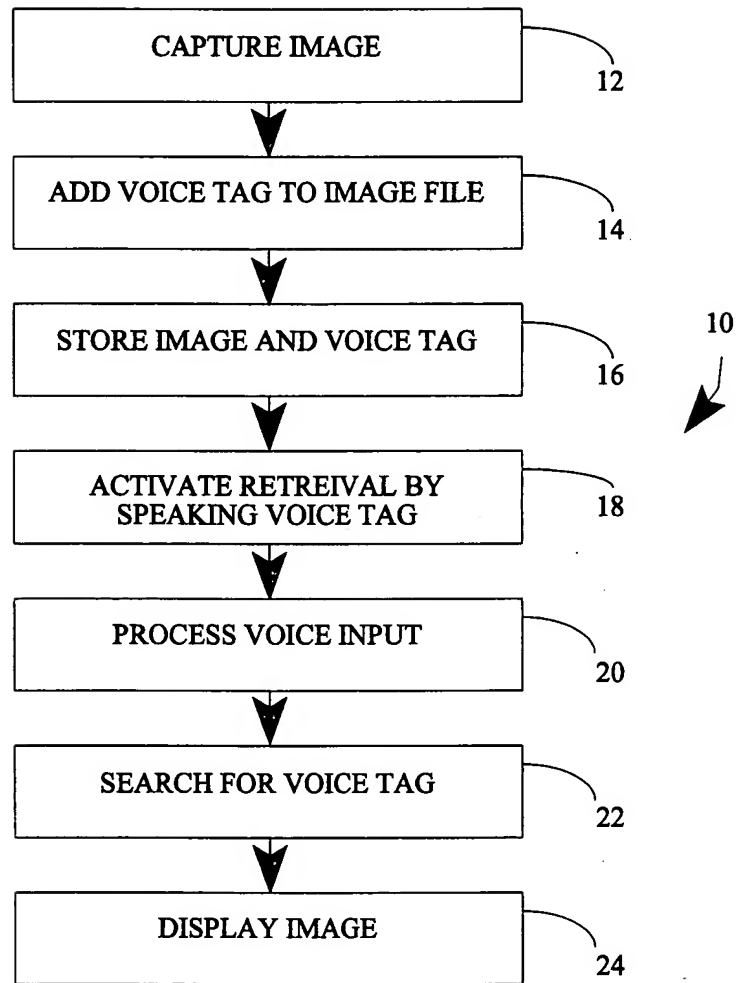 CAPTURE IMAGE
12
ADD VOICE TAG TO IMAGE FILE
14
STORE IMAGE AND VOICE TAG
16
10
ACTIVATE RETREIVAL BY
SPEAKING VOICE TAG
18
PROCESS VOICE INPUT
20
SEARCH FOR VOICE TAG
22
DISPLAY IMAGE
24